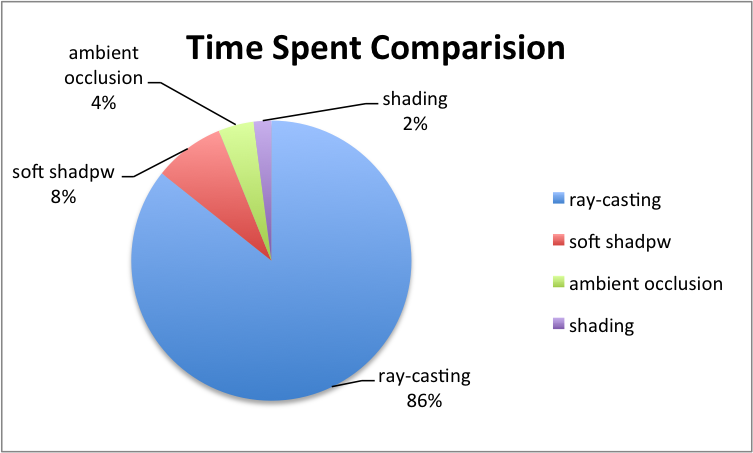 Time Spent Comparision
ambient
occlusion
4%
shading
2%
soft shadpw
8%
ray-casting
86%
ray-casting
soft shadpw
ambient occlusion
shading